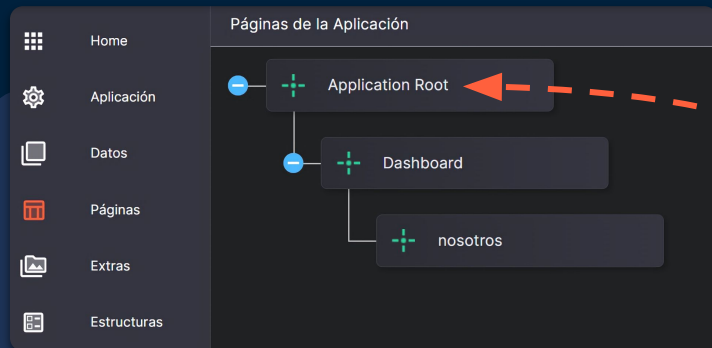 Páginas de la Aplicación
Home
Application Root
Aplicación
Datos
Dashboard
Páginas
nosotros
Extras
Estructuras